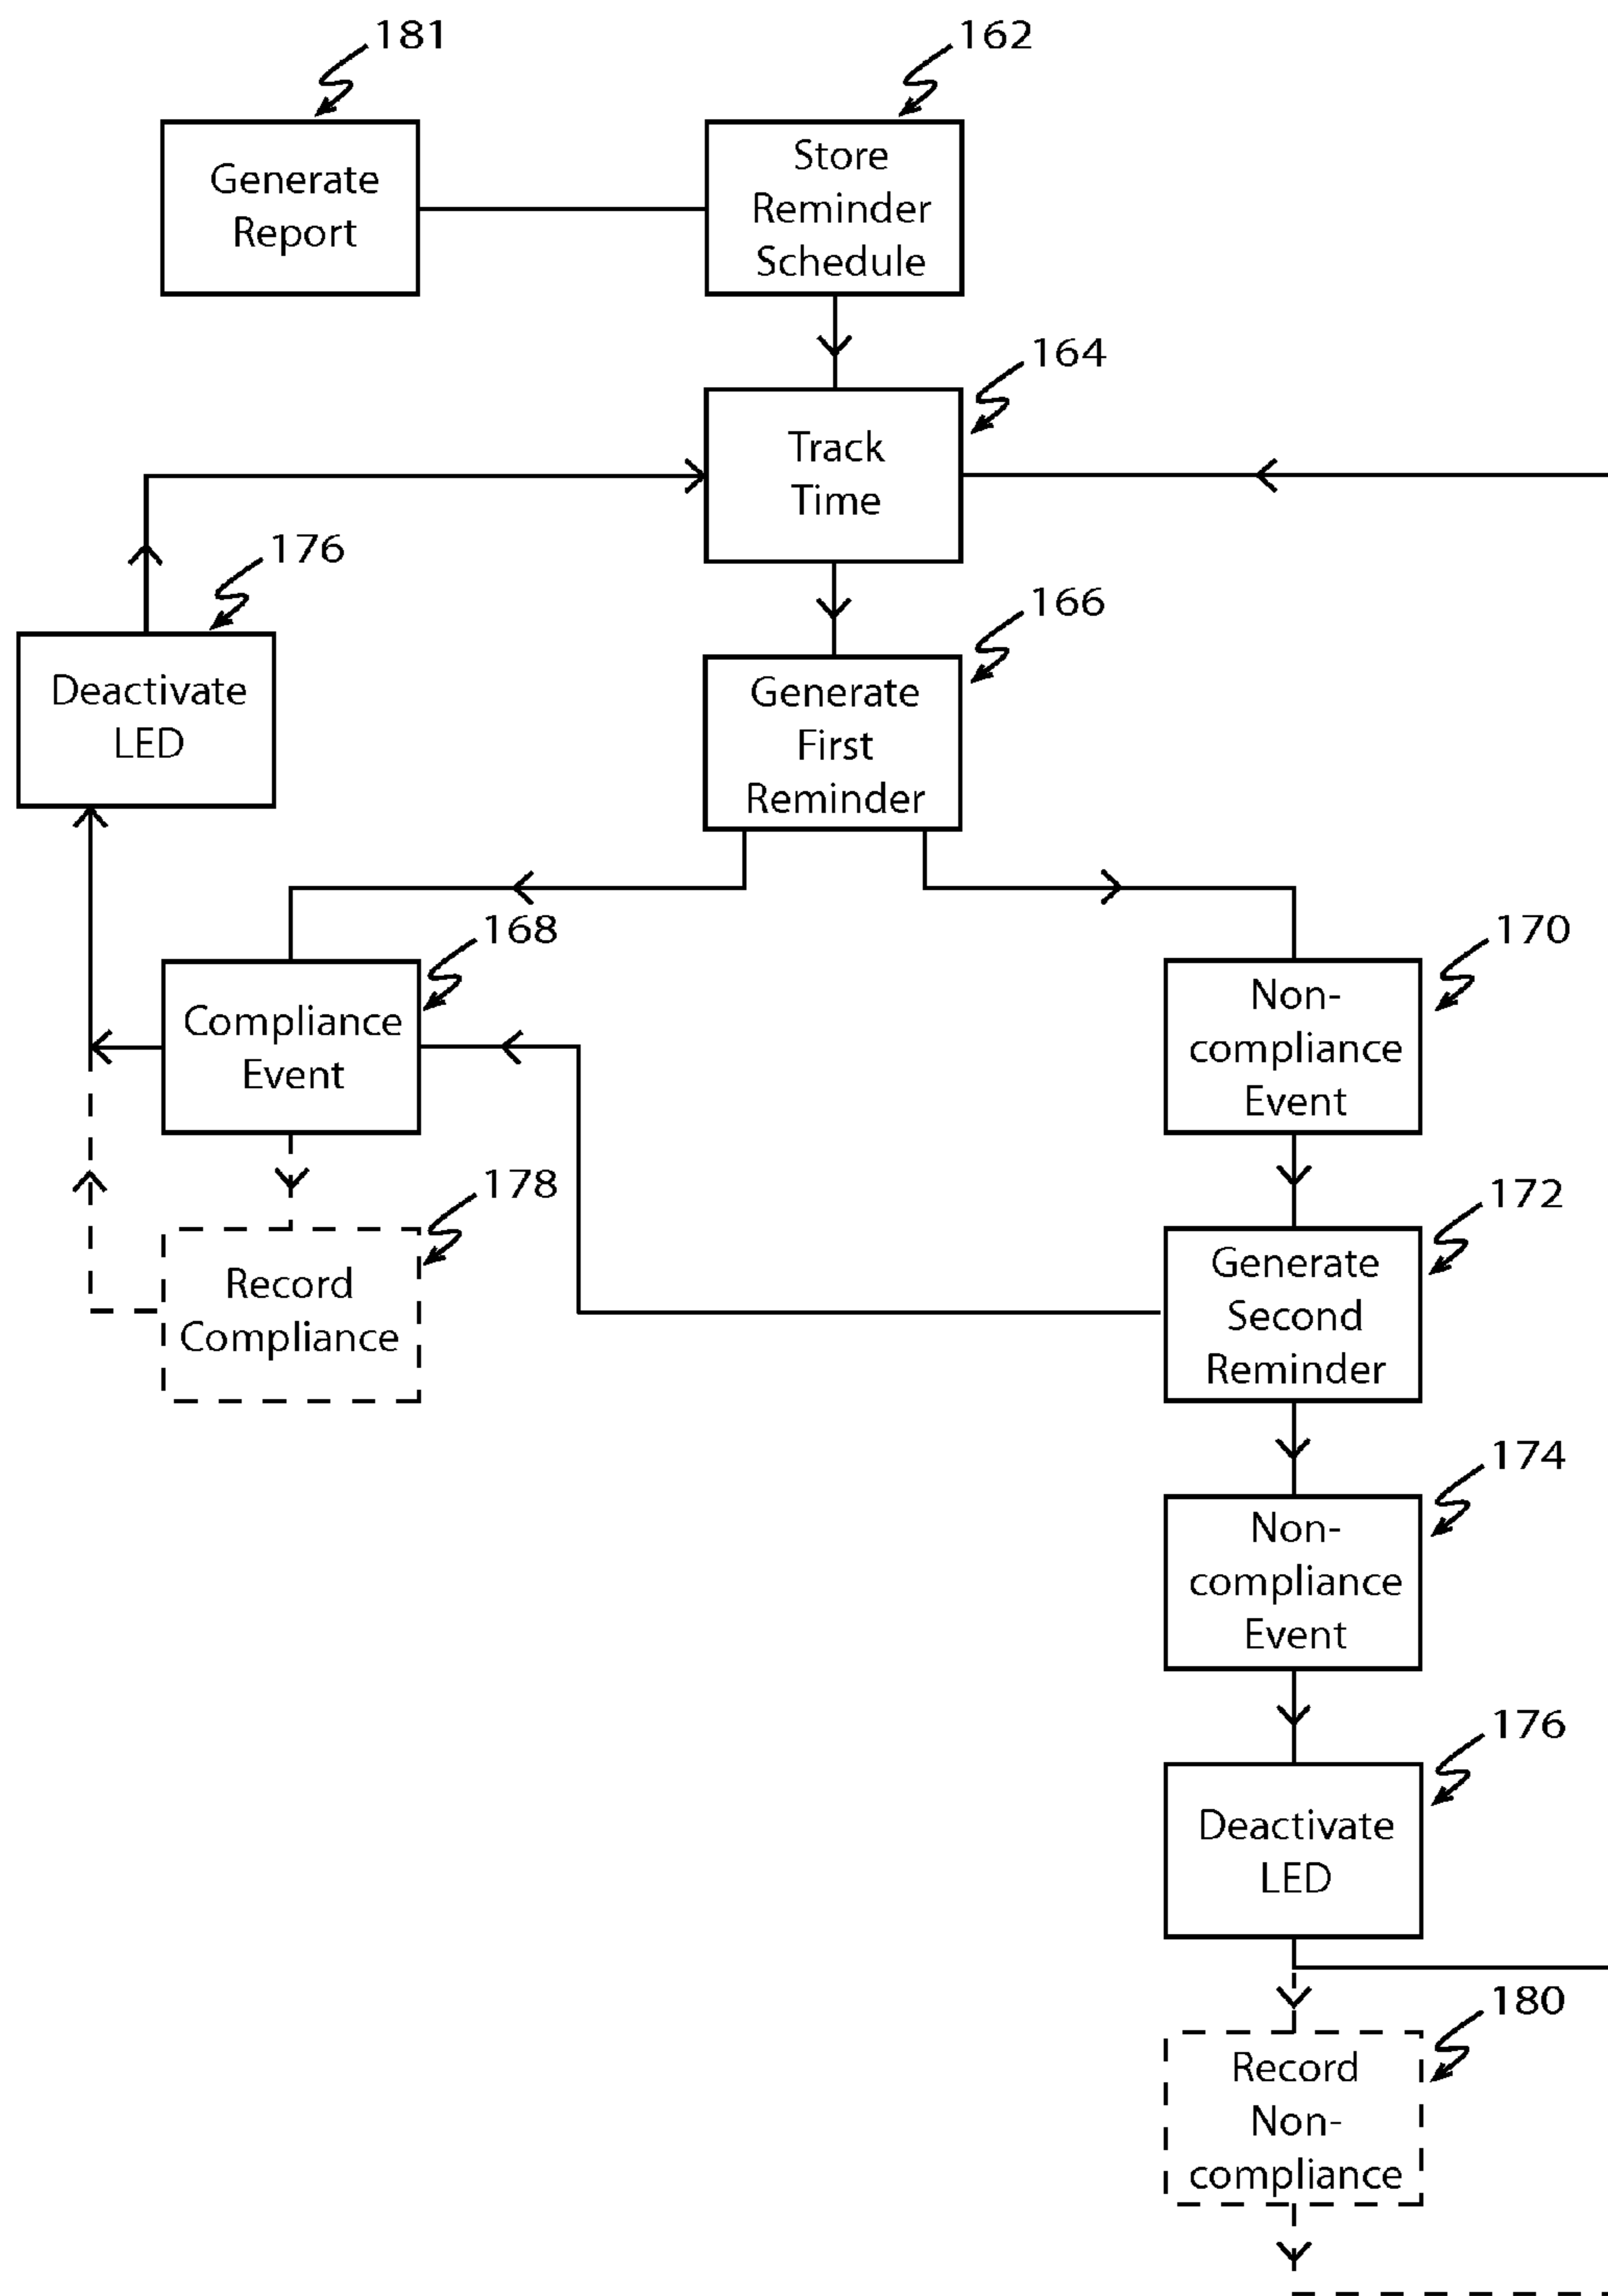 181
162
Generate
Report
Store
Reminder
Schedule
164
Track
Time
176
166
Deactivate
LED
Generate
First
Reminder
168
170
Compliance
Event
Non-
compliance
Event
178
172
Record
Compliance
Generate
Second
Reminder
174
Non-
compliance
Event
176
Deactivate
LED
180
Record
Non-
compliance